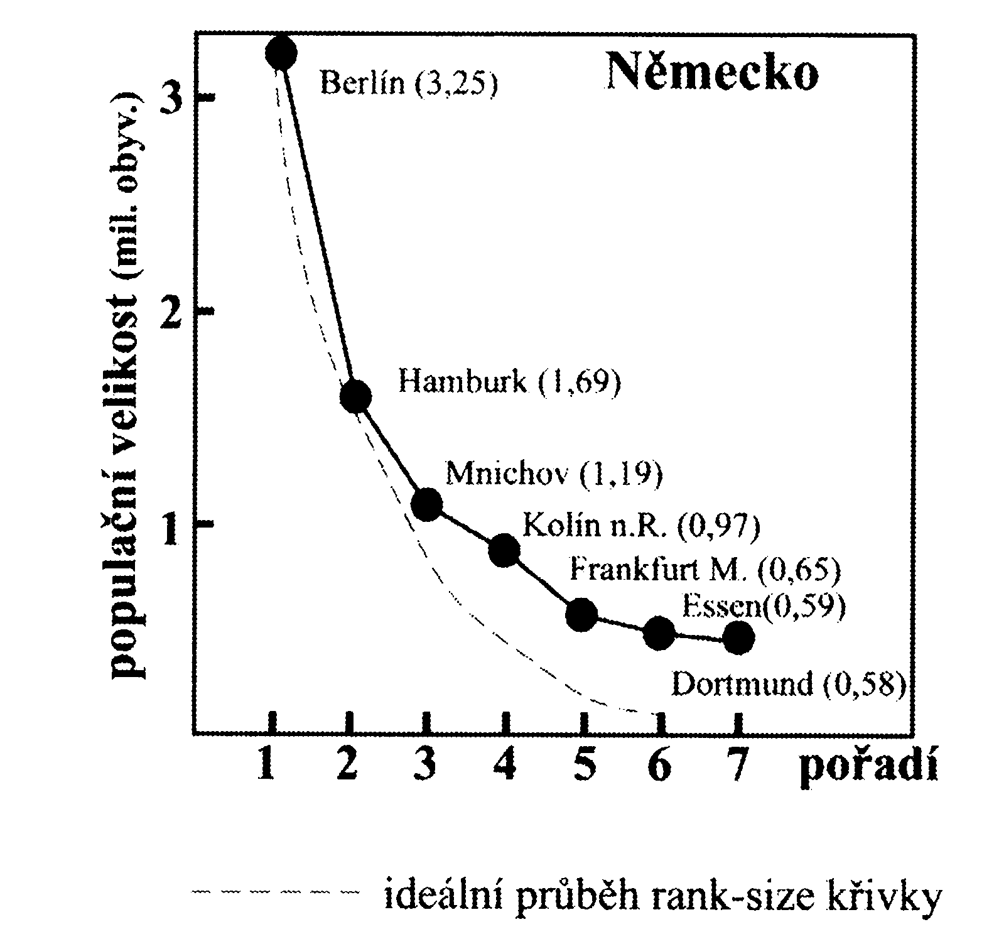 Německo
populační velikost (mil. obyv.)
3
2
1
Berlín (3,25)
Hamburk (1,69)
Mnichov (1,19)
Kolín n.R. (0,97)
Frankfurt M. (0,65)
Essen(0,59)
Dortmund (0,58)
1 2 3 4 5 6 7 pořadí
ideální průběh rank-size křivky